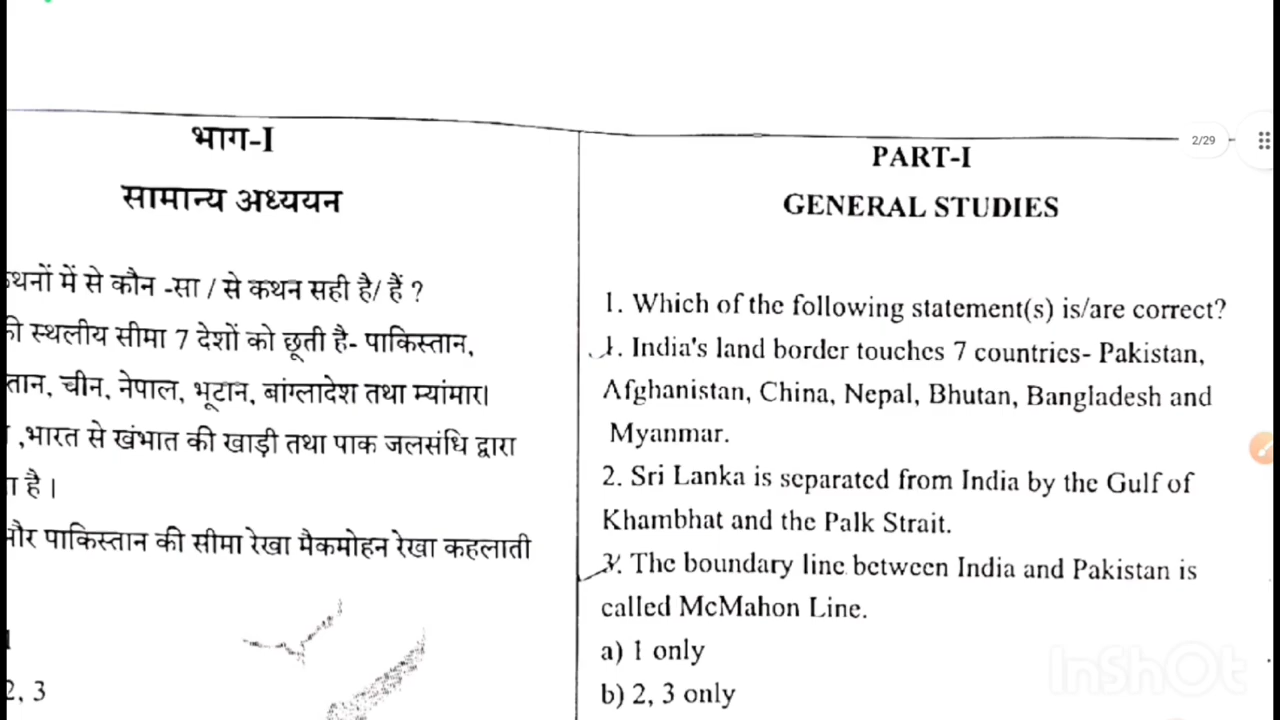 भाग-I
सामान्य अध्ययन
कथनों में से कौन -सा / से कथन सही है/ हैं ?
की स्थलीय सीमा 7 देशों को छूती है- पाकिस्तान,
तान, चीन, नेपाल, भूटान, बांग्लादेश तथा म्यांमार।
,भारत से खंभात की खाड़ी तथा पाक जलसंधि द्वारा
है ।
और पाकिस्तान की सीमा रेखा मैकमोहन रेखा कहलाती
2, 3
2/29
PART-I
GENERAL STUDIES
1. Which of the following statement(s) is/are correct?
1. India's land border touches 7 countries- Pakistan,
Afghanistan, China, Nepal, Bhutan, Bangladesh and
Myanmar.
2. Sri Lanka is separated from India by the Gulf of
Khambhat and the Palk Strait.
3. The boundary line between India and Pakistan is
called McMahon Line.
a) 1 only
b) 2, 3 only
InShOt